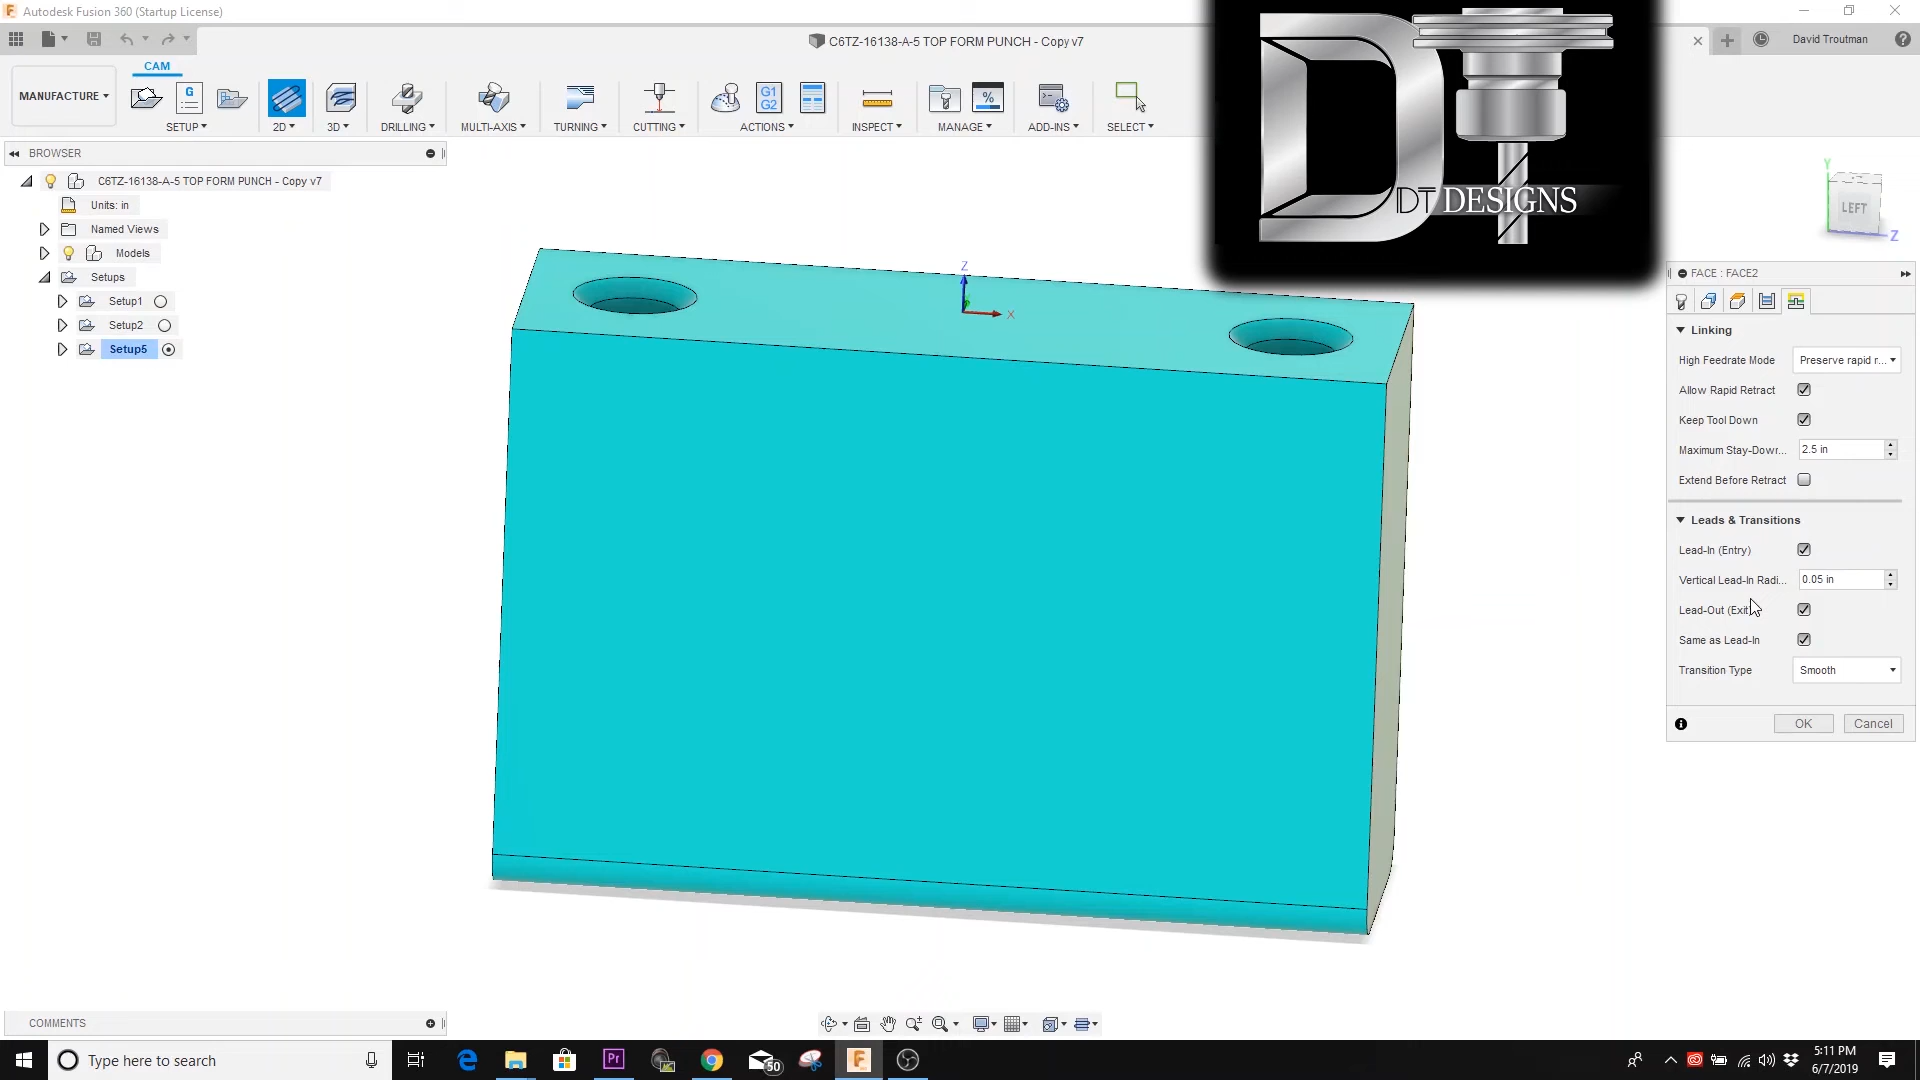 Autodesk Fusion 360 (Startup License)
C6TZ-16138-A-5 TOP FORM PUNCH - Copy v7
David Troutman
MANUFACTURE
CAM
G
G1
G2
%
SETUP
2D
3D
DRILLING
MULTI-AXIS
TURNING
CUTTING
ACTIONS
INSPECT
MANAGE
ADD-INS
SELECT
DT DESIGNS
BROWSER
C6TZ-16138-A-5 TOP FORM PUNCH - Copy v7
Units: in
Named Views
Models
Setups
Setup1
Setup2
Setup5
Z
X
Y
LEFT
Z
FACE : FACE2
Linking
High Feedrate Mode
Preserve rapid r...
Allow Rapid Retract
Keep Tool Down
Maximum Stay-Down...
2.5 in
Extend Before Retract
Leads & Transitions
Lead-In (Entry)
Vertical Lead-In Radi...
0.05 in
Lead-Out (Exit)
Same as Lead-In
Transition Type
Smooth
OK
Cancel
COMMENTS
Type here to search
Pr
50
5:11 PM
6/7/2019